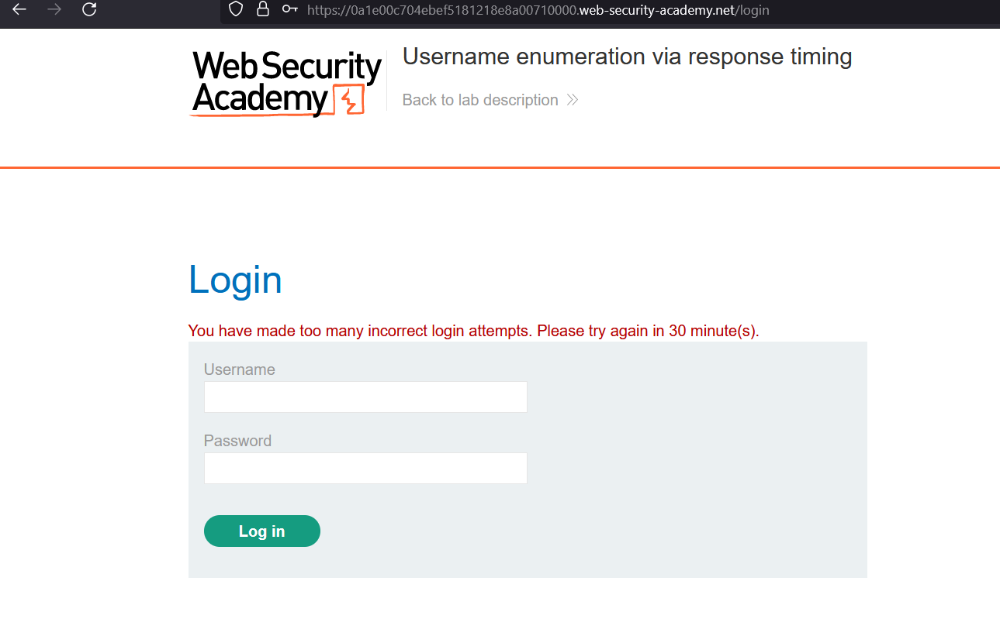 https://0a1e00c704ebef5181218e8a00710000.web-security-academy.net/login
Web Security
Academy
Username enumeration via response timing
Back to lab description
Login
You have made too many incorrect login attempts. Please try again in 30 minute(s).
Username
Password
Log in